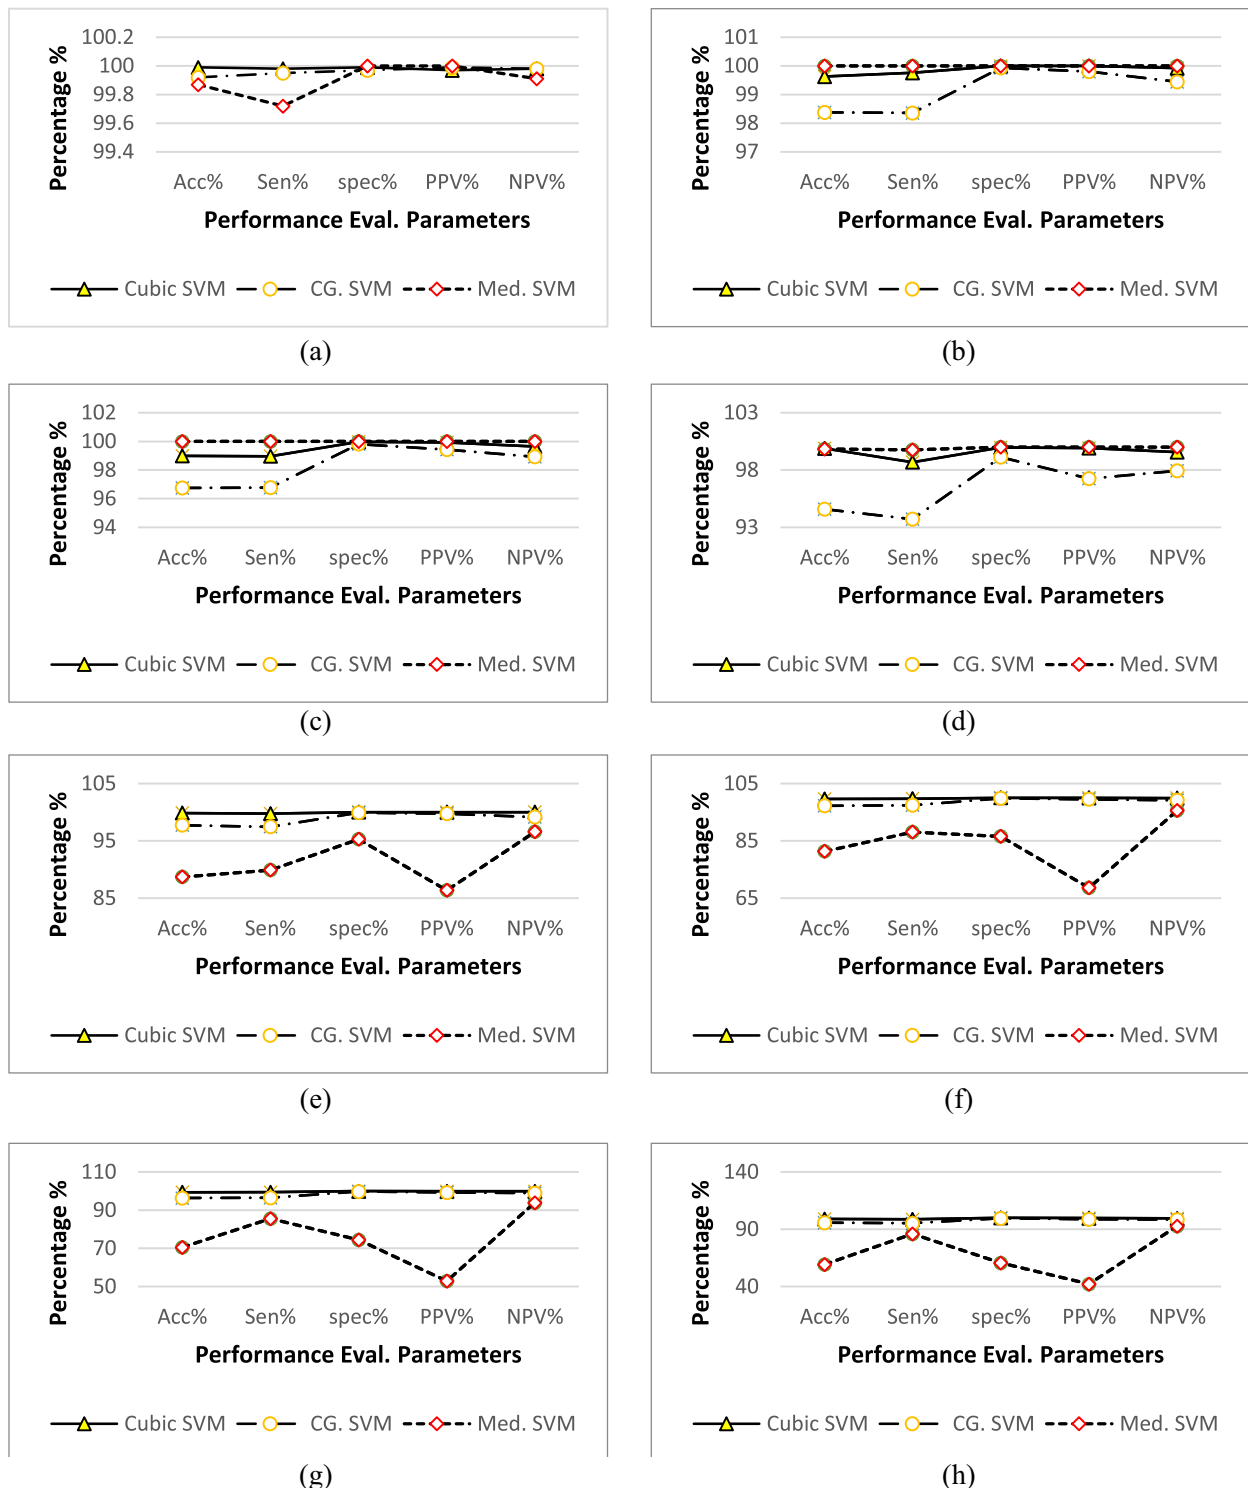 100.2
100
99.8
99.6
99.4
Percentage %
Acc% Sen% spec% PPV% NPV%
Performance Eval. Parameters
Cubic SVM CG. SVM Med. SVM
(a)
101
100
99
98
97
Percentage %
Acc% Sen% spec% PPV% NPV%
Performance Eval. Parameters
Cubic SVM CG. SVM Med. SVM
(b)
102
100
98
96
94
Percentage %
Acc% Sen% spec% PPV% NPV%
Performance Eval. Parameters
Cubic SVM CG. SVM Med. SVM
(c)
103
98
93
Percentage %
Acc% Sen% spec% PPV% NPV%
Performance Eval. Parameters
Cubic SVM CG. SVM Med. SVM
(d)
105
95
85
Percentage %
Acc% Sen% spec% PPV% NPV%
Performance Eval. Parameters
Cubic SVM CG. SVM Med. SVM
(e)
105
85
65
Percentage %
Acc% Sen% spec% PPV% NPV%
Performance Eval. Parameters
Cubic SVM CG. SVM Med. SVM
(f)
110
90
70
50
Percentage %
Acc% Sen% spec% PPV% NPV%
Performance Eval. Parameters
Cubic SVM CG. SVM Med. SVM
(g)
140
90
40
Percentage %
Acc% Sen% spec% PPV% NPV%
Performance Eval. Parameters
Cubic SVM CG. SVM Med. SVM
(h)